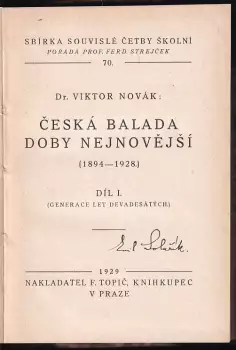 SBÍRKA SOUVISLÉ ČETBY ŠKOLNÍ
POŘÁDÁ PROF. FERD. STREJČEK
70.
Dr. VIKTOR NOVÁK:
ČESKÁ BALADA
DOBY NEJNOVĚJŠÍ
(1894—1928.)
DÍL I.
(GENERACE LET DEVADESÁTÝCH)
1929
NAKLADATEL F. TOPIČ, KNIHKUPEC
V PRAZE